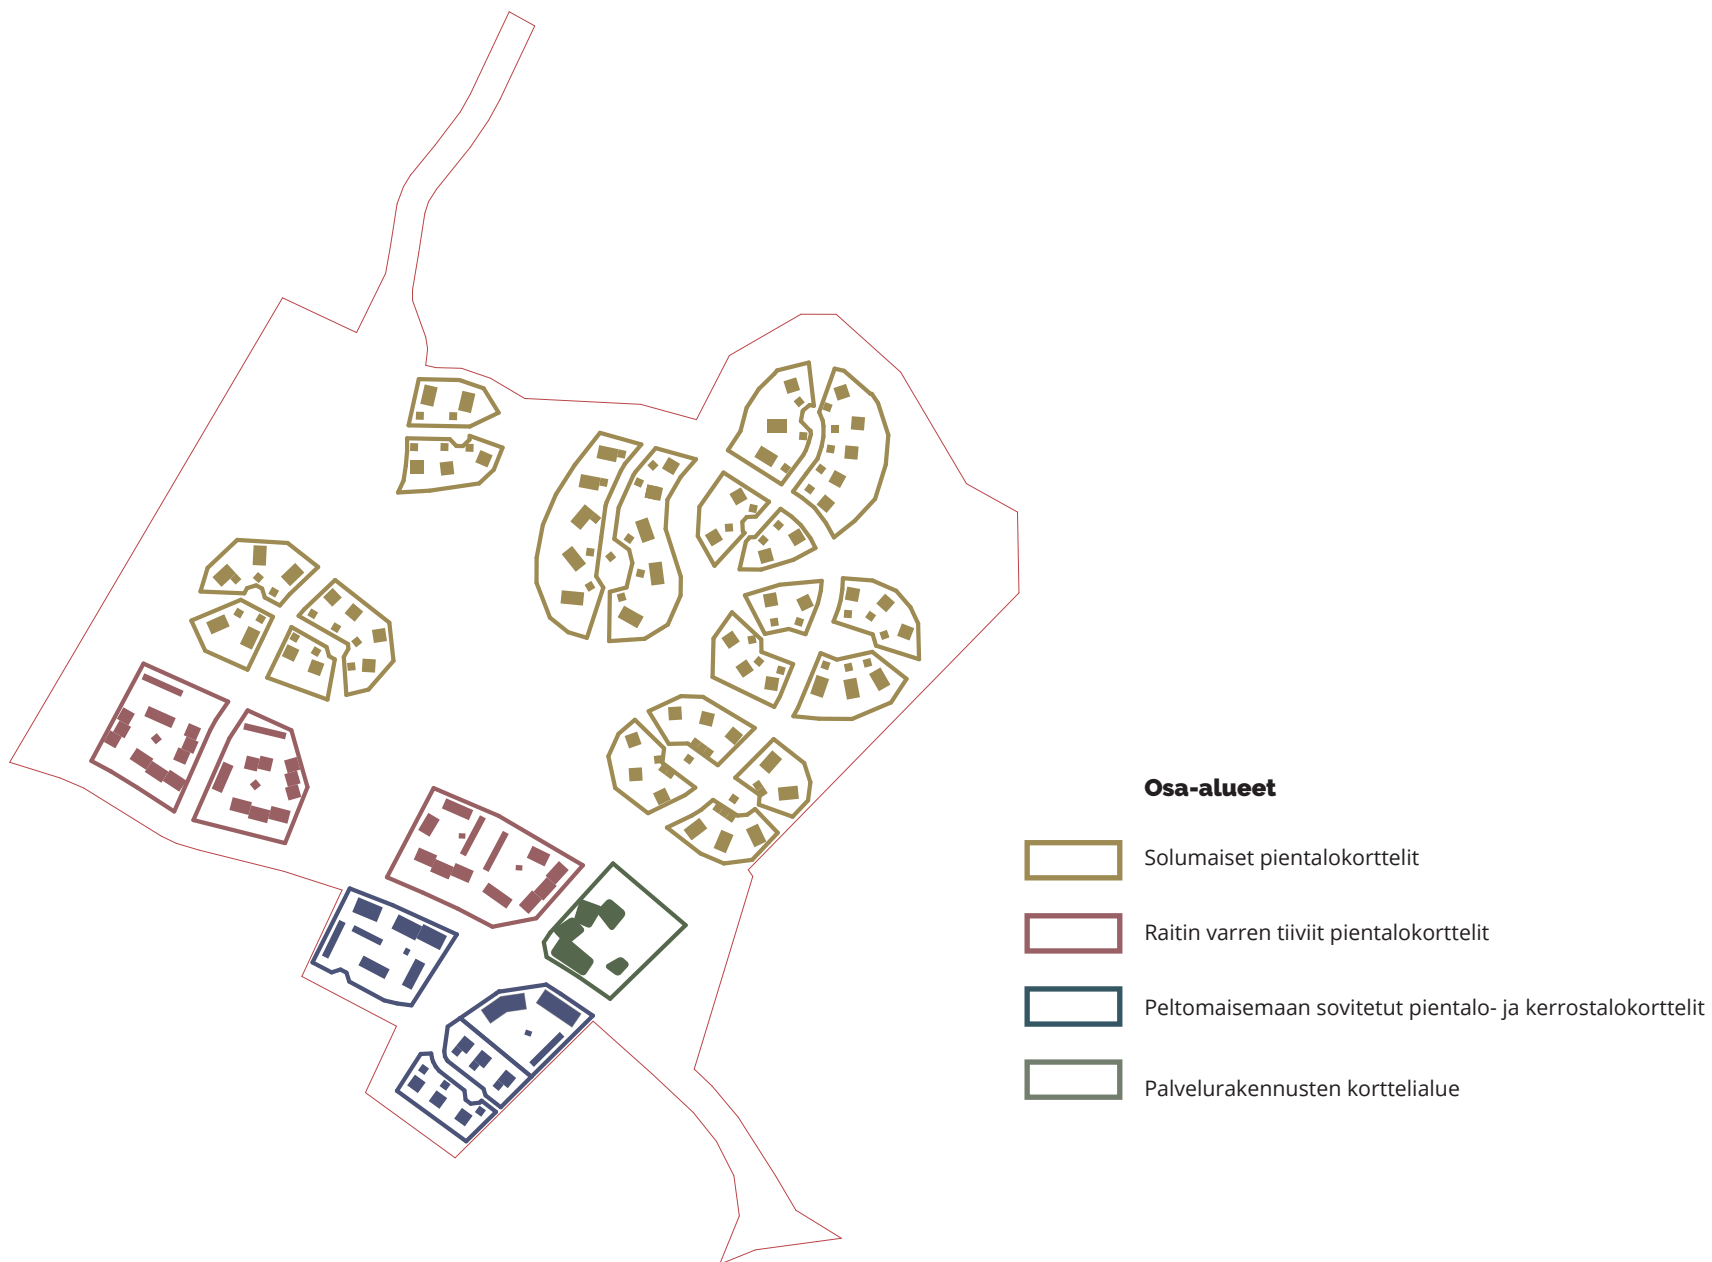 Osa-alueet
Solumaiset pientalokorttelit
Raitin varren tiiviit pientalokorttelit
Peltomaisemaan sovitetut pientalo- ja kerrostalokorttelit
Palvelurakennusten korttelialue